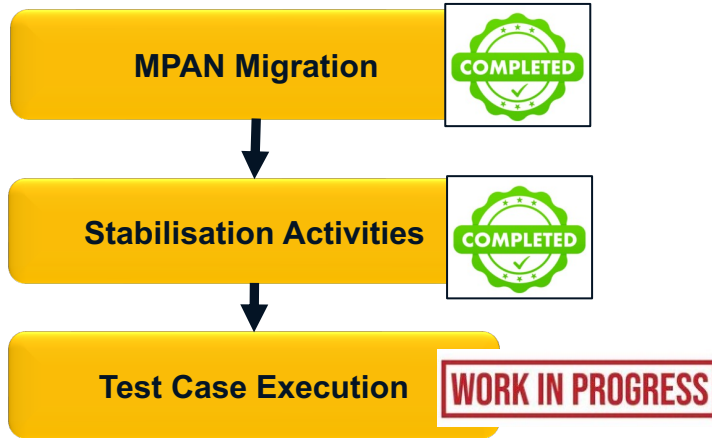 MPAN Migration
COMPLETED
Stabilisation Activities
COMPLETED
Test Case Execution
WORK IN PROGRESS